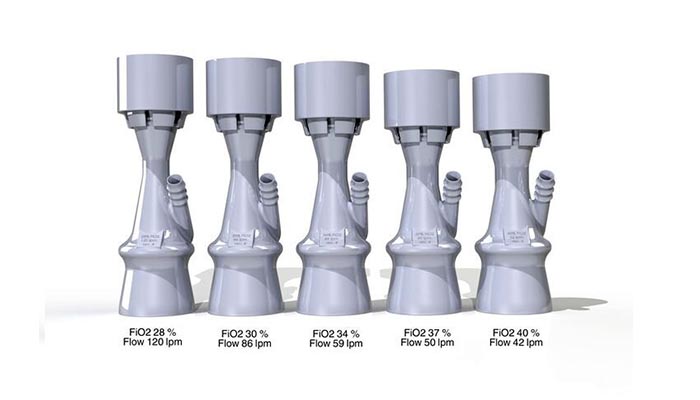 FiO2 28 %
Flow 120 lpm
FiO2 30 %
Flow 86 lpm
FiO2 34 %
Flow 59 lpm
FiO2 37 %
Flow 50 lpm
FiO2 40 %
Flow 42 lpm